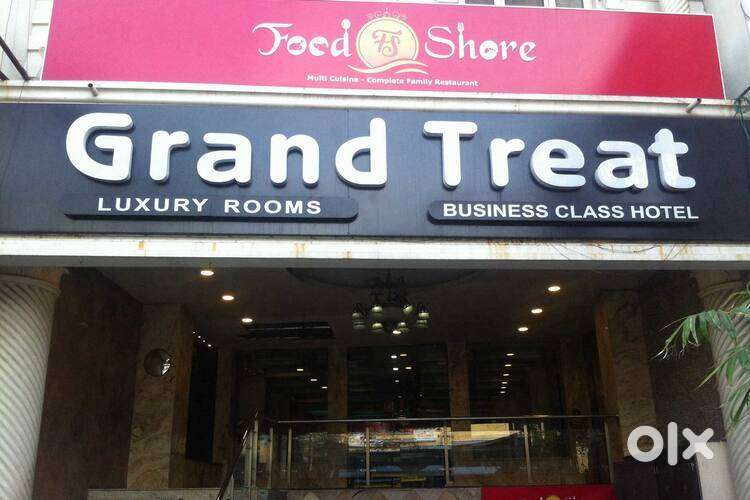 Food FS Shore
Multi Cuisine - Complete Family Restaurant
Grand Treat
LUXURY ROOMS
BUSINESS CLASS HOTEL
olx